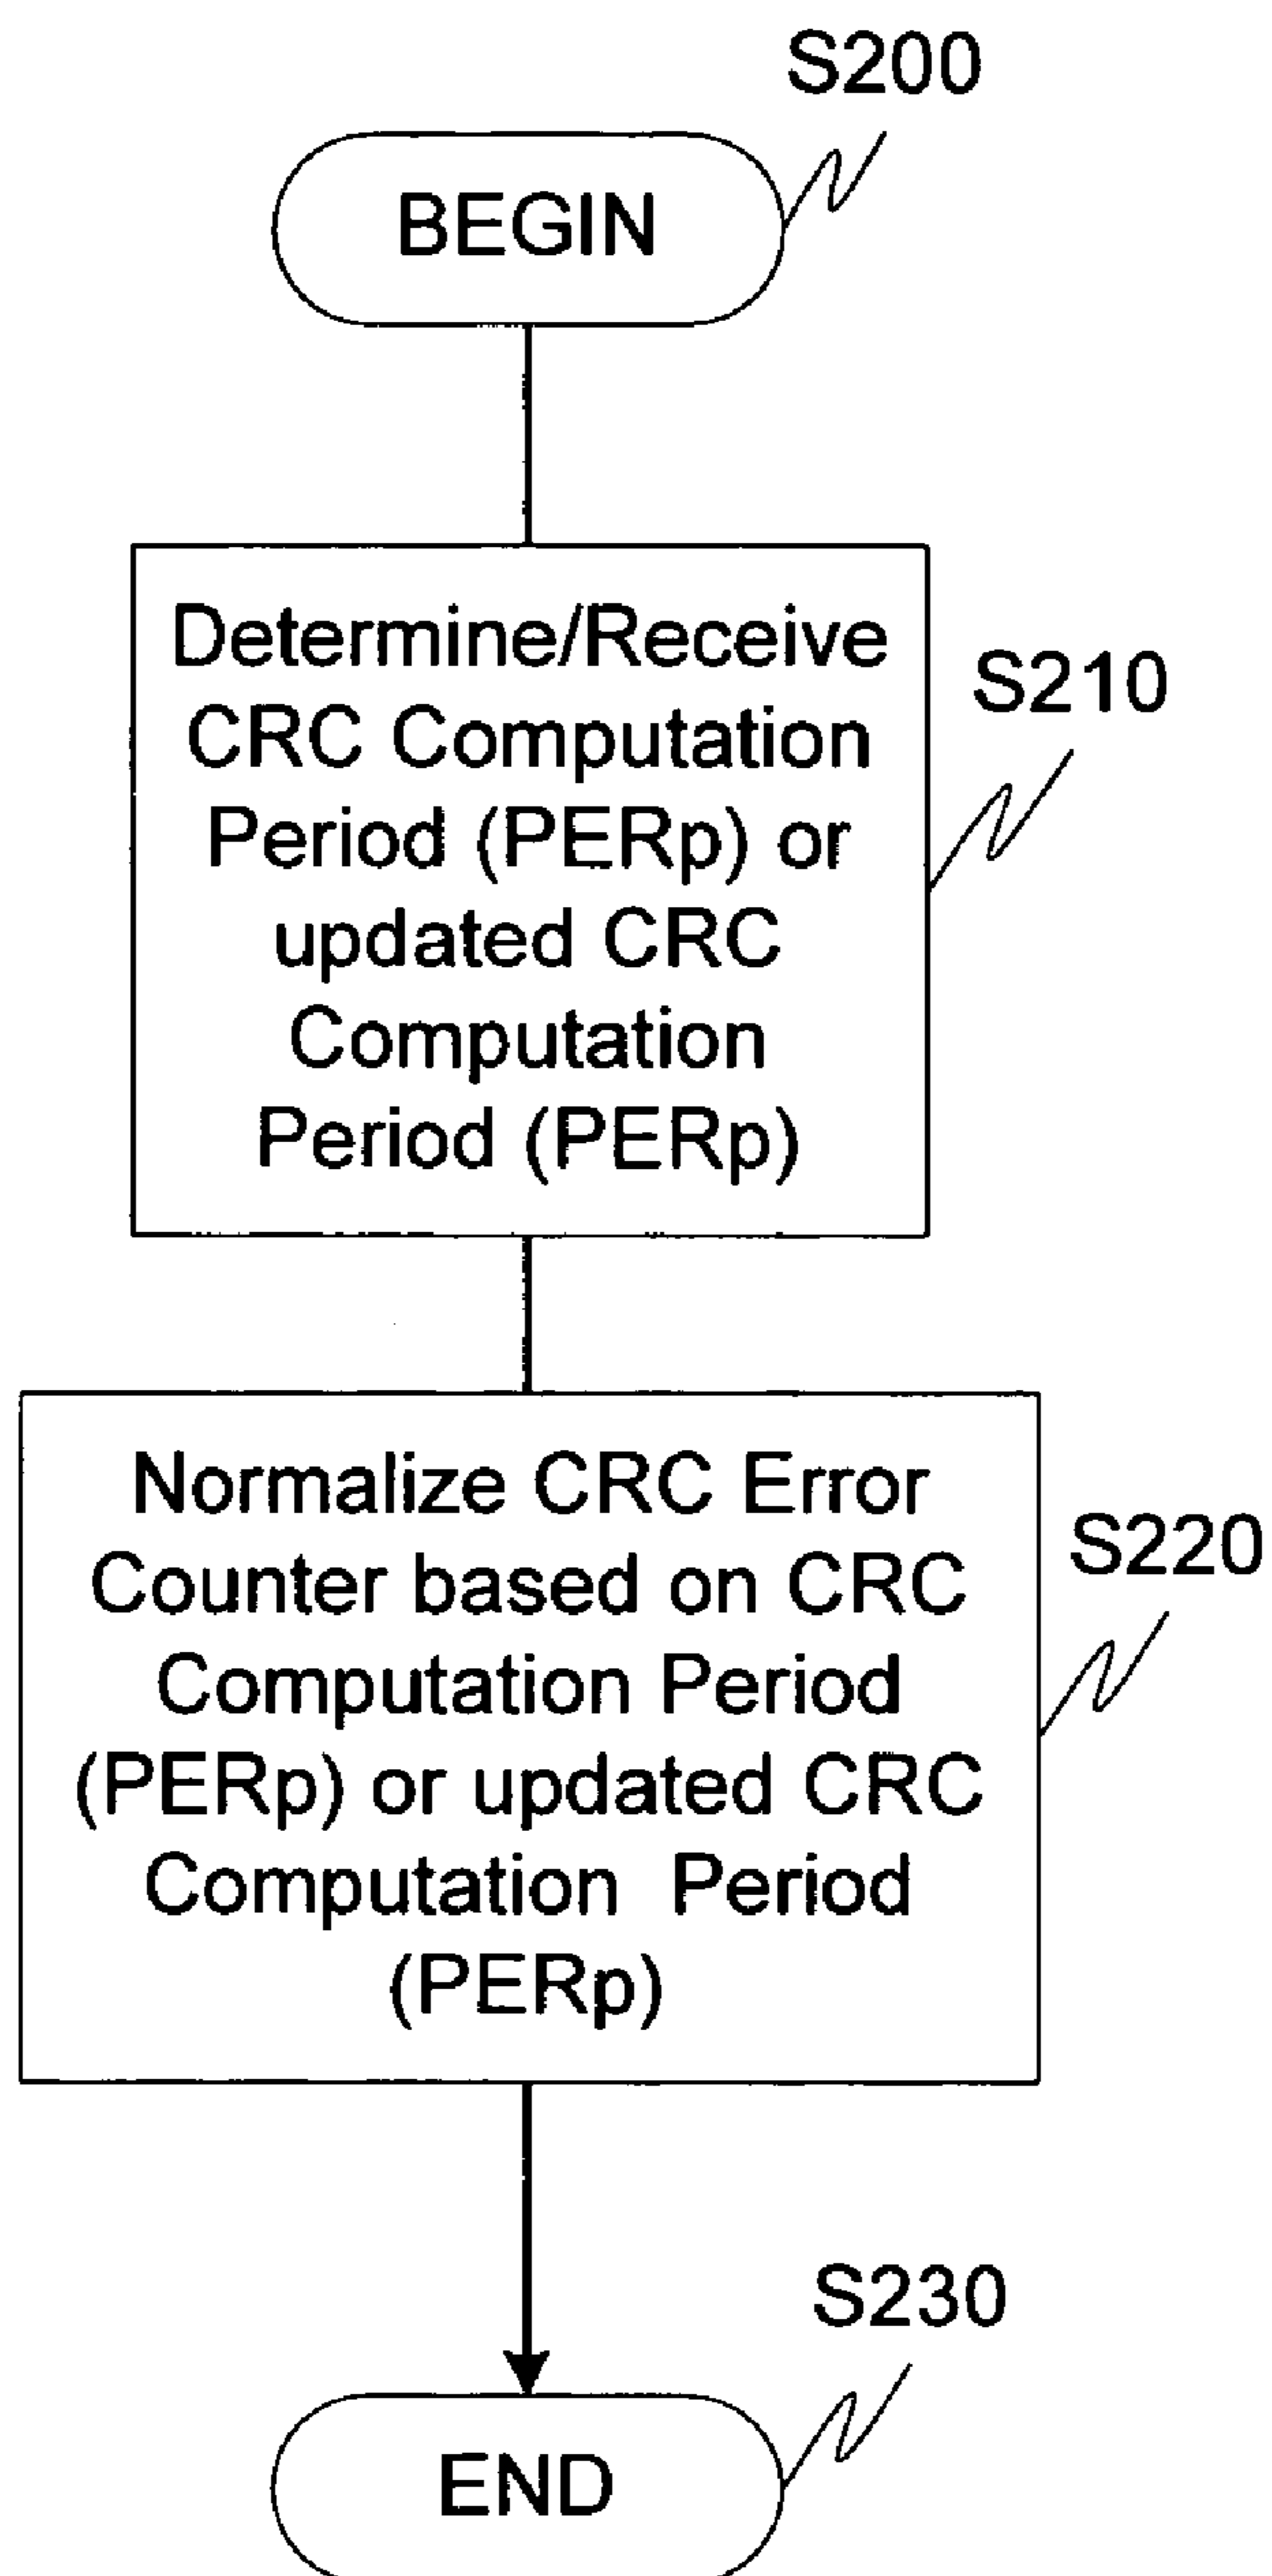 S200
BEGIN
Determine/Receive
CRC Computation
Period (PERp) or
updated CRC
Computation
Period (PERp)
S210
Normalize CRC Error
Counter based on CRC
Computation Period
(PERp) or updated CRC
Computation Period
(PERp)
S220
S230
END